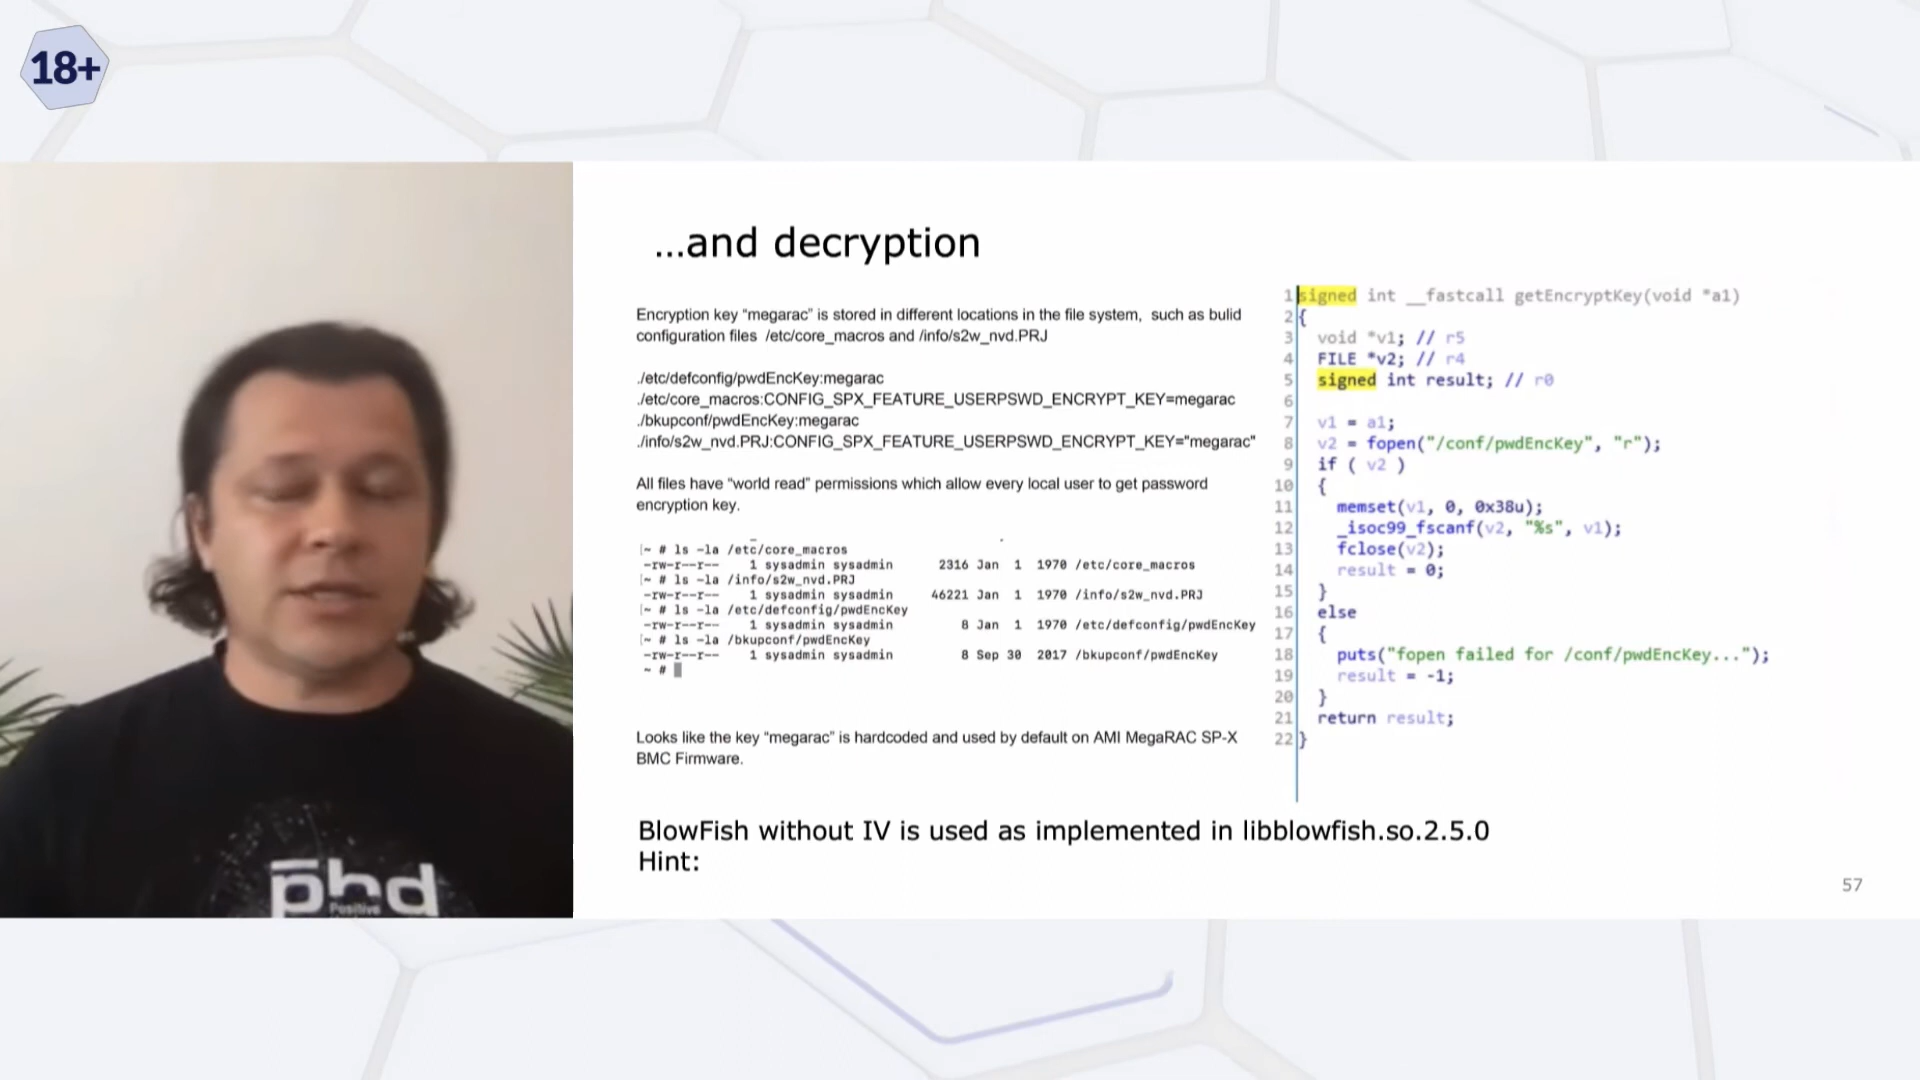 18+
...and decryption
Encryption key “megarac” is stored in different locations in the file system, such as bulid
configuration files /etc/core_macros and /info/s2w_nvd.PRJ
./etc/defconfig/pwdEncKey:megarac
./etc/core_macros:CONFIG_SPX_FEATURE_USERPSWD_ENCRYPT_KEY=megarac
./bkupconf/pwdEncKey:megarac
./info/s2w_nvd.PRJ:CONFIG_SPX_FEATURE_USERPSWD_ENCRYPT_KEY="megarac"
All files have “world read” permissions which allow every local user to get password
encryption key.
[~ # ls -la /etc/core_macros
-rw-r--r-- 1 sysadmin sysadmin 2316 Jan 1 1970 /etc/core_macros
[~ # ls -la /info/s2w_nvd.PRJ
-rw-r--r-- 1 sysadmin sysadmin 46221 Jan 1 1970 /info/s2w_nvd.PRJ
[~ # ls -la /etc/defconfig/pwdEncKey
-rw-r--r-- 1 sysadmin sysadmin 8 Jan 1 1970 /etc/defconfig/pwdEncKey
[~ # ls -la /bkupconf/pwdEncKey
-rw-r--r-- 1 sysadmin sysadmin 8 Sep 30 2017 /bkupconf/pwdEncKey
~ #
Looks like the key “megarac” is hardcoded and used by default on AMI MegaRAC SP-X
BMC Firmware.
1 signed int __fastcall getEncryptKey(void *a1)
2 {
3 void *v1; // r5
4 FILE *v2; // r4
5 signed int result; // r0
6
7 v1 = a1;
8 v2 = fopen("/conf/pwdEncKey", "r");
9 if ( v2 )
10 {
11 memset(v1, 0, 0x38u);
12 _isoc99_fscanf(v2, "%s", v1);
13 fclose(v2);
14 result = 0;
15 }
16 else
17 {
18 puts("fopen failed for /conf/pwdEncKey...");
19 result = -1;
20 }
21 return result;
22 }
BlowFish without IV is used as implemented in libblowfish.so.2.5.0
Hint:
57
phd
Positive